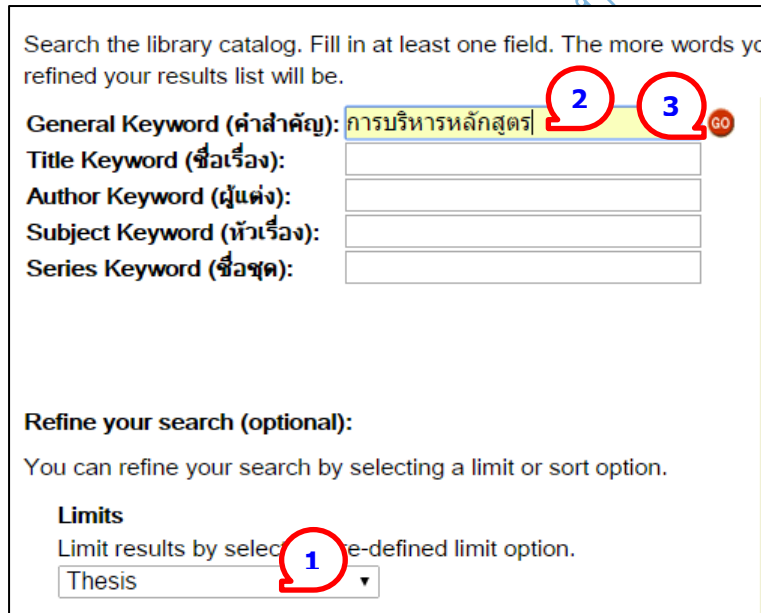 Search the library catalog. Fill in at least one field. The more words
refined your results list will be.
2
3
General Keyword (คำสำคัญ): การบริหารหลักสูตร GO
Title Keyword (ชื่อเรื่อง):
Author Keyword (ผู้แต่ง):
Subject Keyword (หัวเรื่อง):
Series Keyword (ชื่อชุด):
Refine your search (optional):
You can refine your search by selecting a limit or sort option.
Limits
Limit results by selec 1 re-defined limit option.
Thesis